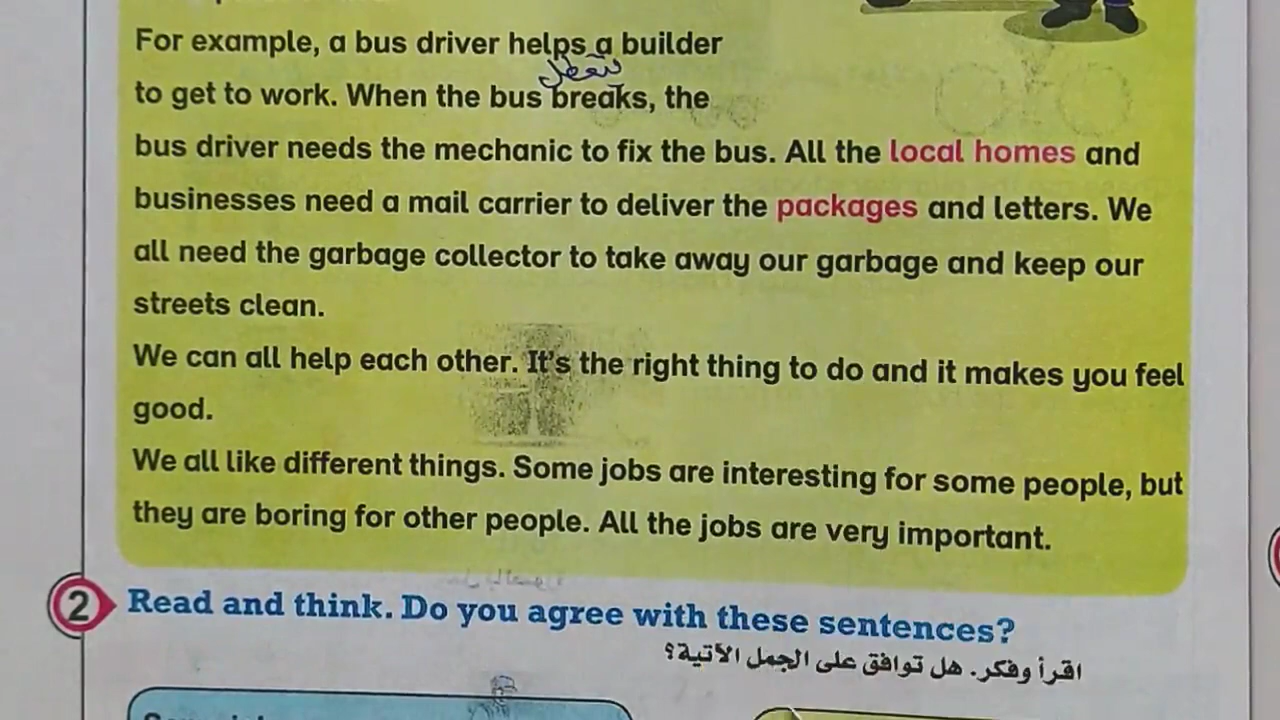 For example, a bus driver helps a builder
تتعطل
to get to work. When the bus breaks, the
bus driver needs the mechanic to fix the bus. All the local homes and
businesses need a mail carrier to deliver the packages and letters. We
all need the garbage collector to take away our garbage and keep our
streets clean.
We can all help each other. It's the right thing to do and it makes you feel
good.
We all like different things. Some jobs are interesting for some people, but
they are boring for other people. All the jobs are very important.
2 Read and think. Do you agree with these sentences?
اقرأ وفكر. هل توافق على الجمل الآتية؟